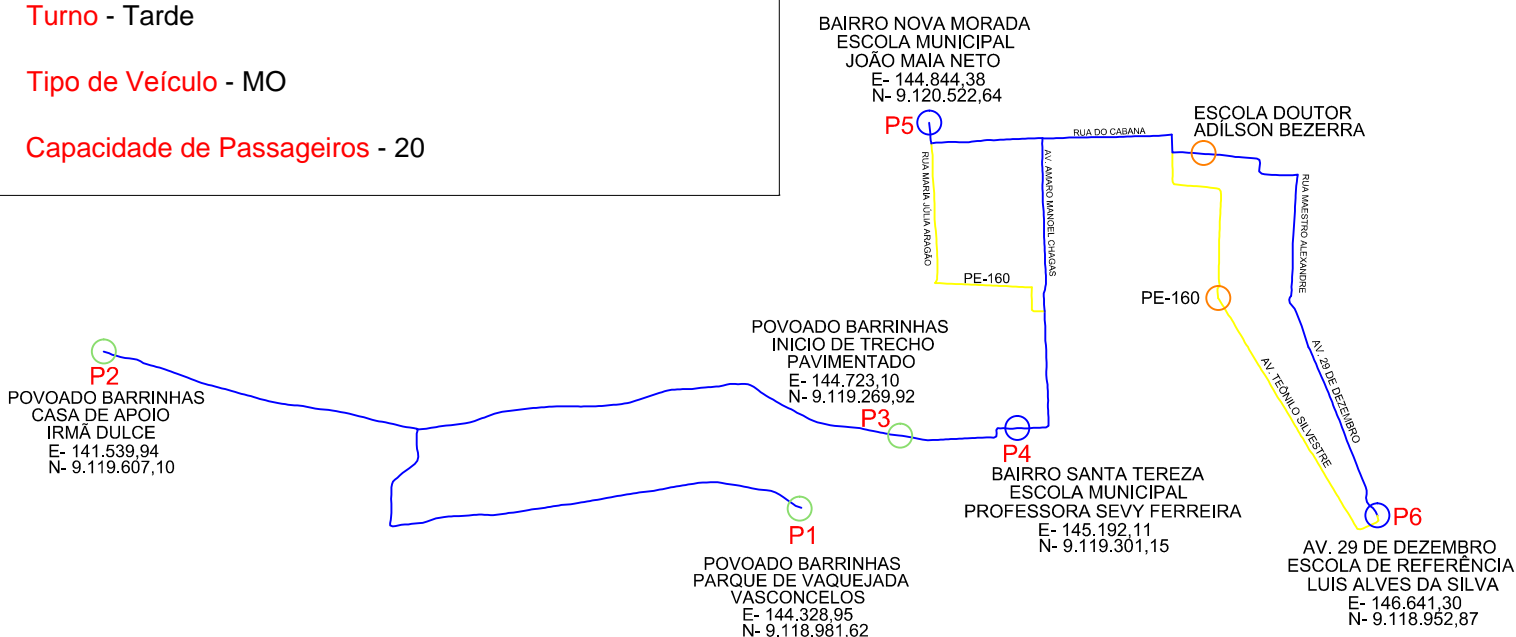 Turno - Tarde
Tipo de Veículo - MO
Capacidade de Passageiros - 20
BAIRRO NOVA MORADA
ESCOLA MUNICIPAL
JOÃO MAIA NETO
E- 144.844,38
N- 9.120.522,64
P5
RUA DO CABANA
ESCOLA DOUTOR
ADÍLSON BEZERRA
RUA MARIA JÚLIA ARAGÃO
AV. AMARO MANOEL CHAGAS
RUA MAESTRO ALEXANDRE
PE-160
PE-160
AV. TEÔNILO SILVESTRE
AV. 29 DE DEZEMBRO
P2
POVOADO BARRINHAS
CASA DE APOIO
IRMÃ DULCE
E- 141.539,94
N- 9.119.607,10
POVOADO BARRINHAS
INICIO DE TRECHO
PAVIMENTADO
E- 144.723,10
N- 9.119.269,92
P3
P4
BAIRRO SANTA TEREZA
ESCOLA MUNICIPAL
PROFESSORA SEVY FERREIRA
E- 145.192,11
N- 9.119.301,15
P1
POVOADO BARRINHAS
PARQUE DE VAQUEJADA
VASCONCELOS
E- 144.328,95
N- 9.118.981.62
P6
AV. 29 DE DEZEMBRO
ESCOLA DE REFERÊNCIA
LUIS ALVES DA SILVA
E- 146.641,30
N- 9.118.952,87